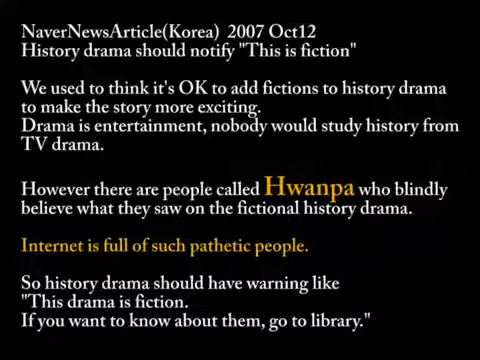 NaverNewsArticle(Korea)  2007 Oct12
History drama should notify "This is fiction"
We used to think it's OK to add fictions to history drama
to make the story more exciting.
Drama is entertainment, nobody would study history from
TV drama.
However there are people called Hwanpa who blindly
believe what they saw on the fictional history drama.
Internet is full of such pathetic people.
So history drama should have warning like
"This drama is fiction.
If you want to know about them, go to library."